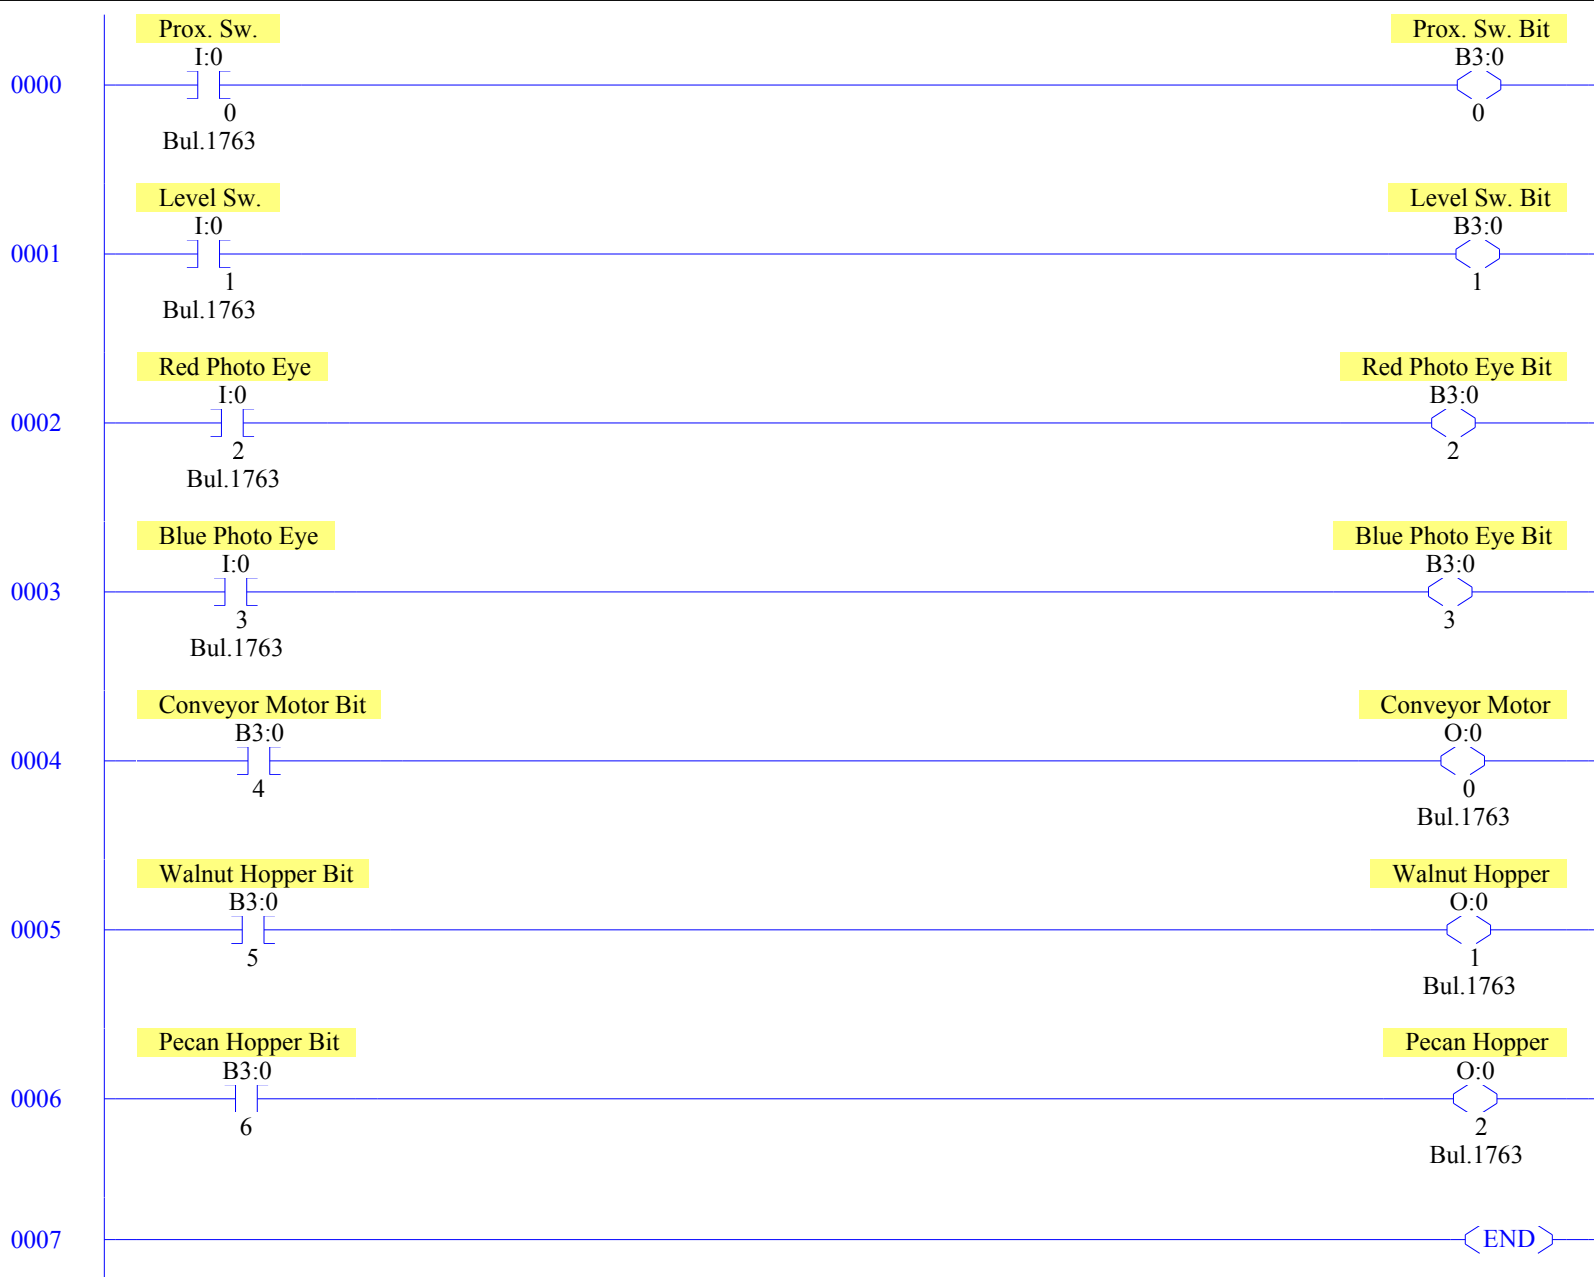 Prox. Sw. Prox. Sw. Bit
I:0 B3:0
0000
0 0
Bul.1763
Level Sw. Level Sw. Bit
I:0 B3:0
0001
1 1
Bul.1763
Red Photo Eye Red Photo Eye Bit
I:0 B3:0
0002
2 2
Bul.1763
Blue Photo Eye Blue Photo Eye Bit
I:0 B3:0
0003
3 3
Bul.1763
Conveyor Motor Bit Conveyor Motor
B3:0 O:0
0004
4 0
Bul.1763
Walnut Hopper Bit Walnut Hopper
B3:0 O:0
0005
5 1
Bul.1763
Pecan Hopper Bit Pecan Hopper
B3:0 O:0
0006
6 2
Bul.1763
0007 END